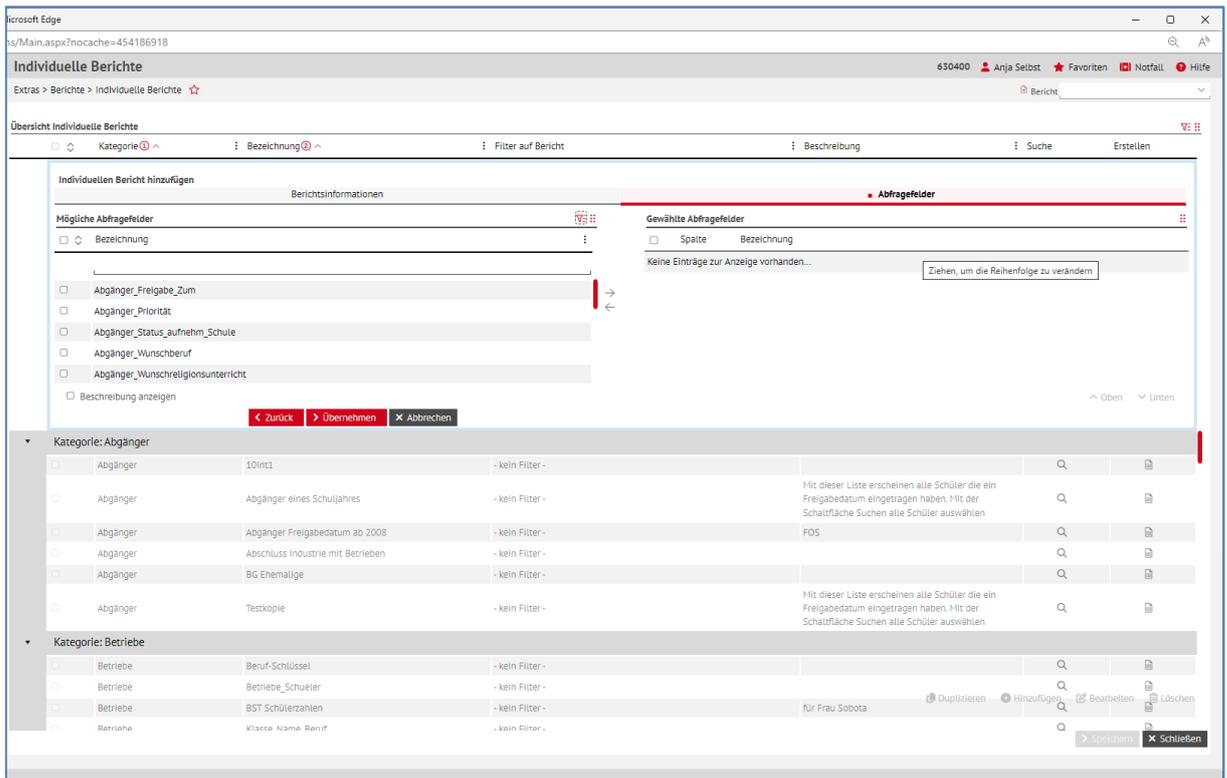 Microsoft Edge
ns/Main.aspx?nocache=454186918
Individuelle Berichte
630400 Anja Selbst Favoriten Notfall Hilfe
Extras > Berichte > Individuelle Berichte
Bericht
Übersicht Individuelle Berichte
Kategorie 1 Bezeichnung 2 Filter auf Bericht Beschreibung Suche Erstellen
Individuellen Bericht hinzufügen
Berichtsinformationen Abfragefelder
Mögliche Abfragefelder Gewählte Abfragefelder
Bezeichnung Spalte Bezeichnung
Keine Einträge zur Anzeige vorhanden...
Ziehen, um die Reihenfolge zu verändern
Abgänger_Freigabe_Zum
Abgänger_Priorität
Abgänger_Status_aufnehm_Schule
Abgänger_Wunschberuf
Abgänger_Wunschreligionsunterricht
Beschreibung anzeigen Oben Unten
Zurück Übernehmen Abbrechen
Kategorie: Abgänger
Abgänger 10Int1 - kein Filter -
Abgänger Abgänger eines Schuljahres - kein Filter - Mit dieser Liste erscheinen alle Schüler die ein
Freigabedatum eingetragen haben. Mit der
Schaltfläche Suchen alle Schüler auswählen
Abgänger Abgänger Freigabedatum ab 2008 - kein Filter - FOS
Abgänger Abschluss Industrie mit Betrieben - kein Filter -
Abgänger BG Ehemalige - kein Filter -
Abgänger Testkopie - kein Filter - Mit dieser Liste erscheinen alle Schüler die ein
Freigabedatum eingetragen haben. Mit der
Schaltfläche Suchen alle Schüler auswählen
Kategorie: Betriebe
Betriebe Beruf-Schlüssel - kein Filter -
Betriebe Betriebe_Schueler - kein Filter -
Duplizieren Hinzufügen Bearbeiten Löschen
Betriebe BST Schülerzahlen - kein Filter - für Frau Sobota
Betriebe Klasse_Name_Beruf - kein Filter -
Speichern Schließen